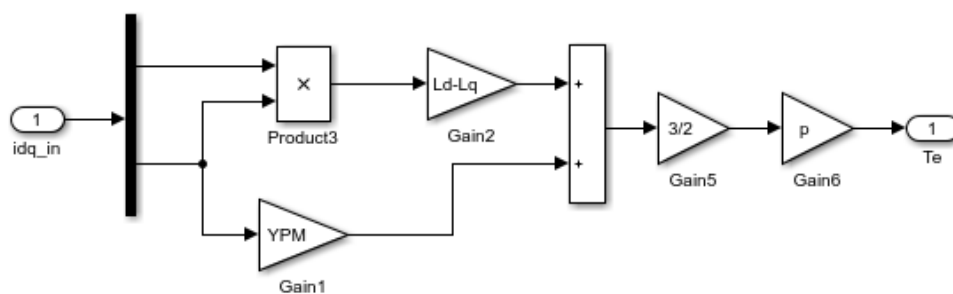 1
idq_in
×
Product3
Ld-Lq
Gain2
YPM
Gain1
+
+
3/2
Gain5
p
Gain6
1
Te